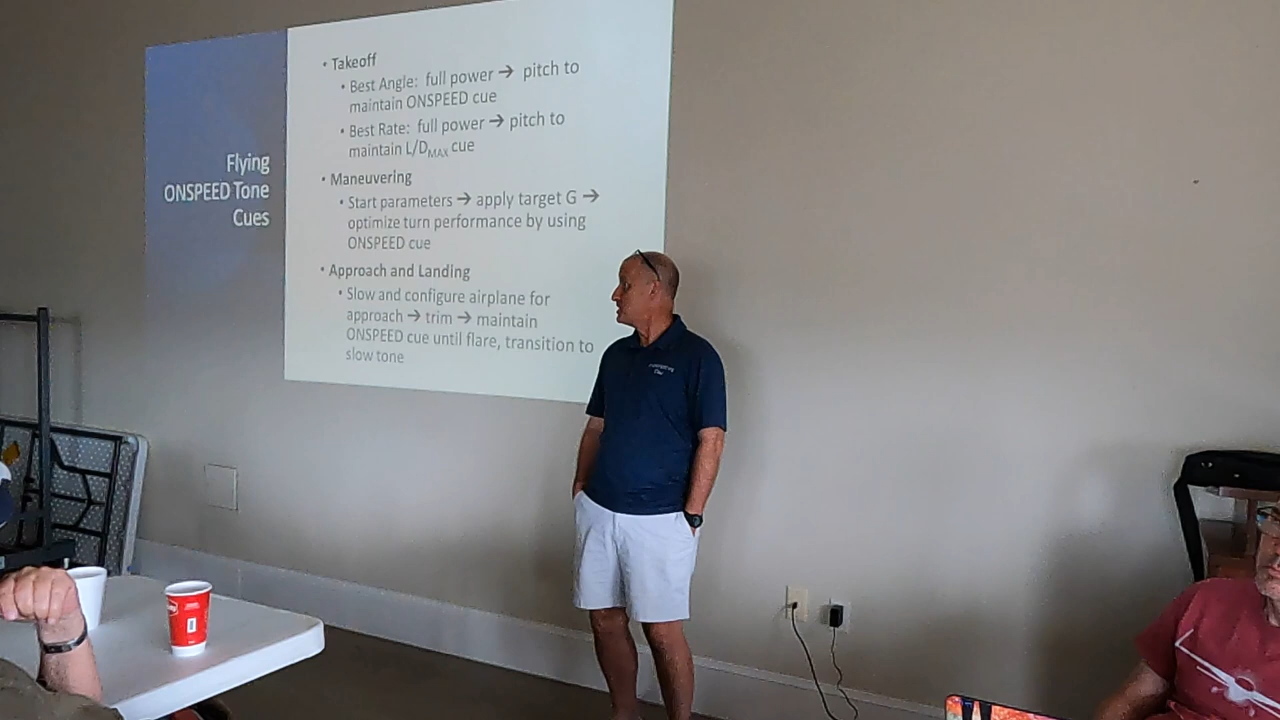 Flying
ONSPEED Tone
Cues
• Takeoff
• Best Angle: full power → pitch to
maintain ONSPEED cue
• Best Rate: full power → pitch to
maintain L/DMAX cue
• Maneuvering
• Start parameters → apply target G →
optimize turn performance by using
ONSPEED cue
• Approach and Landing
• Slow and configure airplane for
approach → trim → maintain
ONSPEED cue until flare, transition to
slow tone